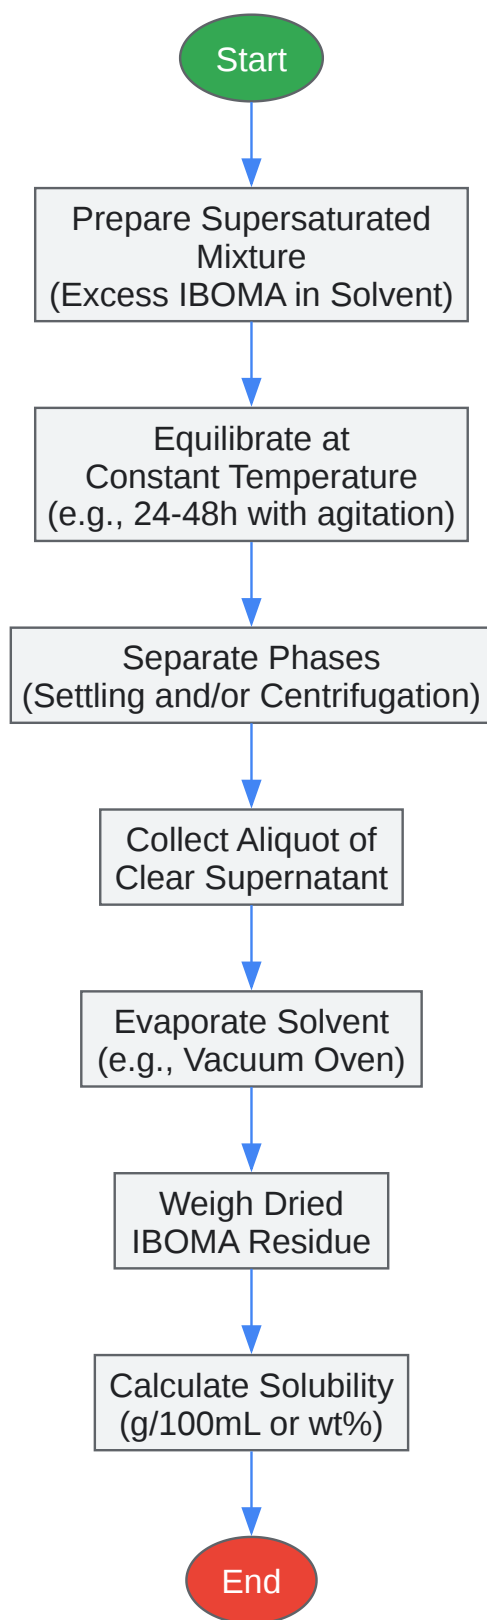 Start
Prepare Supersaturated
Mixture
(Excess IBOMA in Solvent)
Equilibrate at
Constant Temperature
(e.g., 24-48h with agitation)
Separate Phases
(Settling and/or Centrifugation)
Collect Aliquot of
Clear Supernatant
Evaporate Solvent
(e.g., Vacuum Oven)
Weigh Dried
IBOMA Residue
Calculate Solubility
(g/100mL or wt%)
End